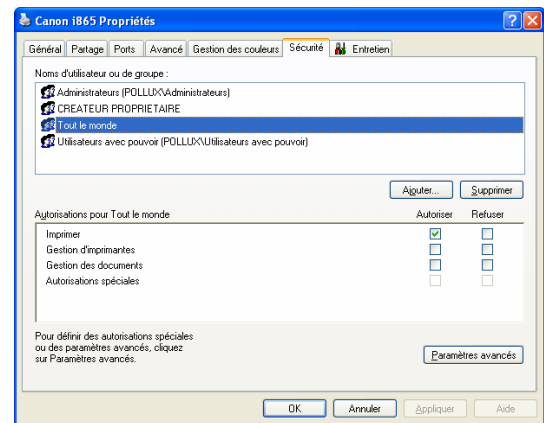 Canon i865 Propriétés
Général Partage Ports Avancé Gestion des couleurs Sécurité Entretien
Noms d'utilisateur ou de groupe :
Administrateurs (POLLUX\Administrateurs)
CREATEUR PROPRIETAIRE
Tout le monde
Utilisateurs avec pouvoir (POLLUX\Utilisateurs avec pouvoir)
Ajouter... Supprimer
Autorisations pour Tout le monde Autoriser Refuser
Imprimer
Gestion d'imprimantes
Gestion des documents
Autorisations spéciales
Pour définir des autorisations spéciales
ou des paramètres avancés, cliquez
sur Paramètres avancés.
Paramètres avancés
OK Annuler Appliquer Aide